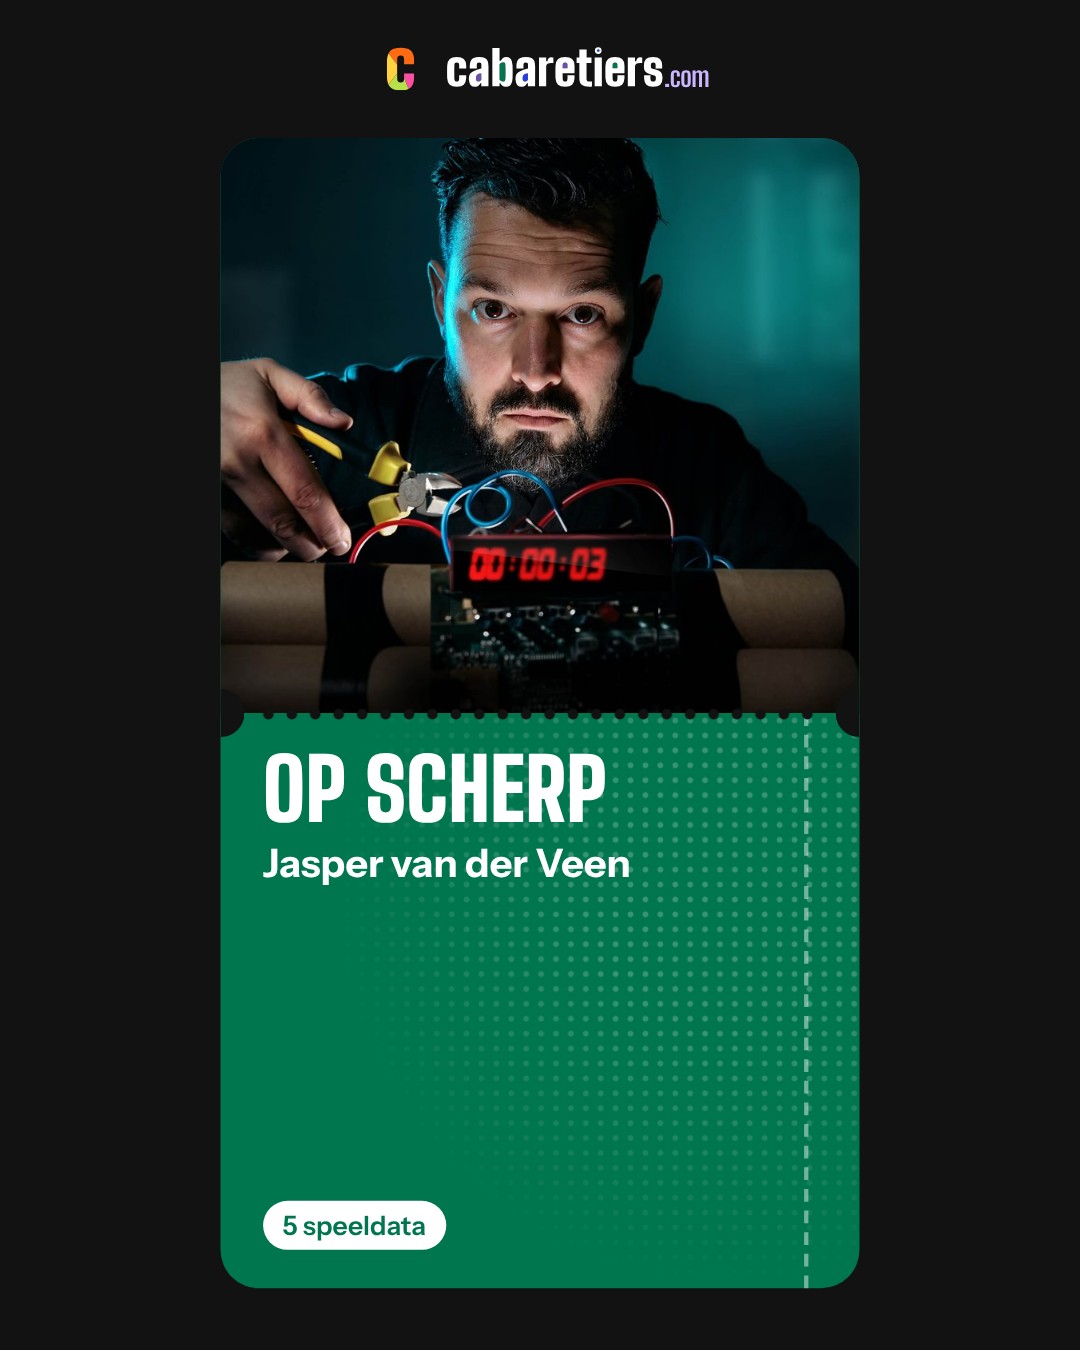 cabaretiers.com
00:00:03
OP SCHERP
Jasper van der Veen
5 speeldata